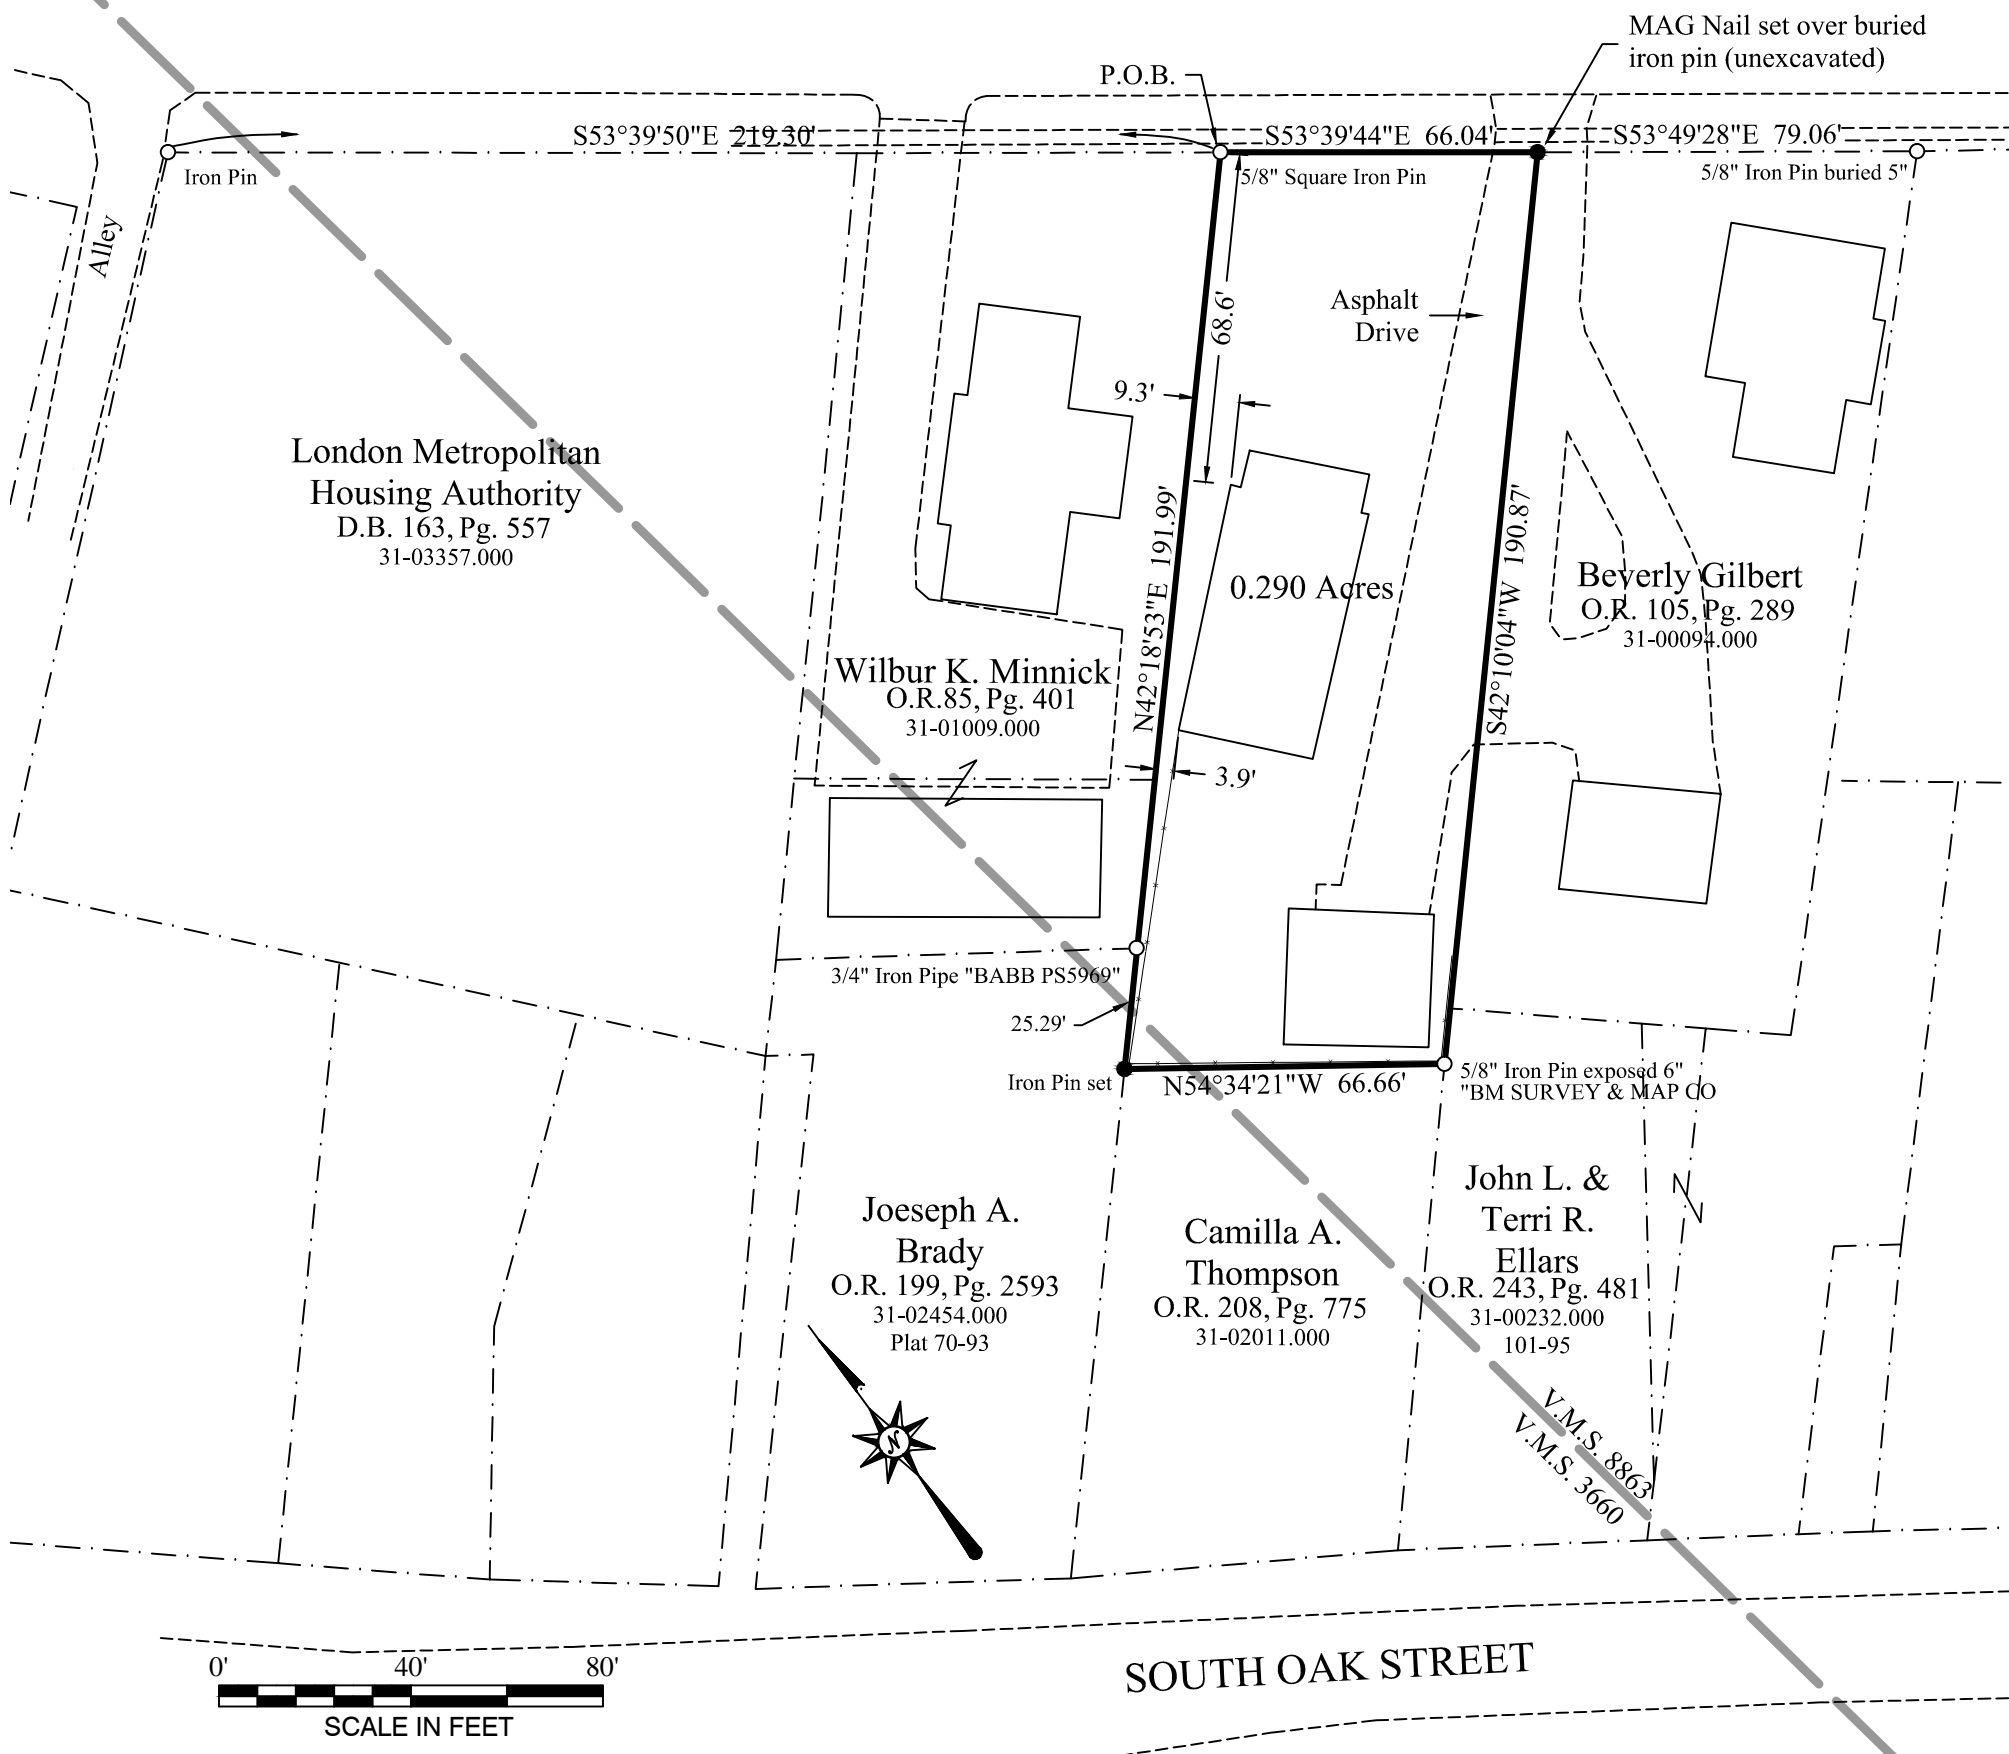 MAG Nail set over buried
iron pin (unexcavated)
P.O.B.
S53°39'50"E 219.30'
S53°39'44"E 66.04'
S53°49'28"E 79.06'
Iron Pin
5/8" Square Iron Pin
5/8" Iron Pin buried 5"
Alley
68.6'
Asphalt
Drive
9.3'
London Metropolitan
Housing Authority
D.B. 163, Pg. 557
31-03357.000
N42°18'53"E 191.99'
S42°10'04"W 190.87'
0.290 Acres
Beverly Gilbert
O.R. 105, Pg. 289
31-00094.000
Wilbur K. Minnick
O.R.85, Pg. 401
31-01009.000
3.9'
3/4" Iron Pipe "BABB PS5969"
25.29'
Iron Pin set
N54°34'21"W 66.66'
5/8" Iron Pin exposed 6"
"BM SURVEY & MAP CO
Joeseph A.
Brady
O.R. 199, Pg. 2593
31-02454.000
Plat 70-93
Camilla A.
Thompson
O.R. 208, Pg. 775
31-02011.000
John L. &
Terri R.
Ellars
O.R. 243, Pg. 481
31-00232.000
101-95
N
V.M.S. 8863
V.M.S. 3660
SOUTH OAK STREET
0' 40' 80'
SCALE IN FEET